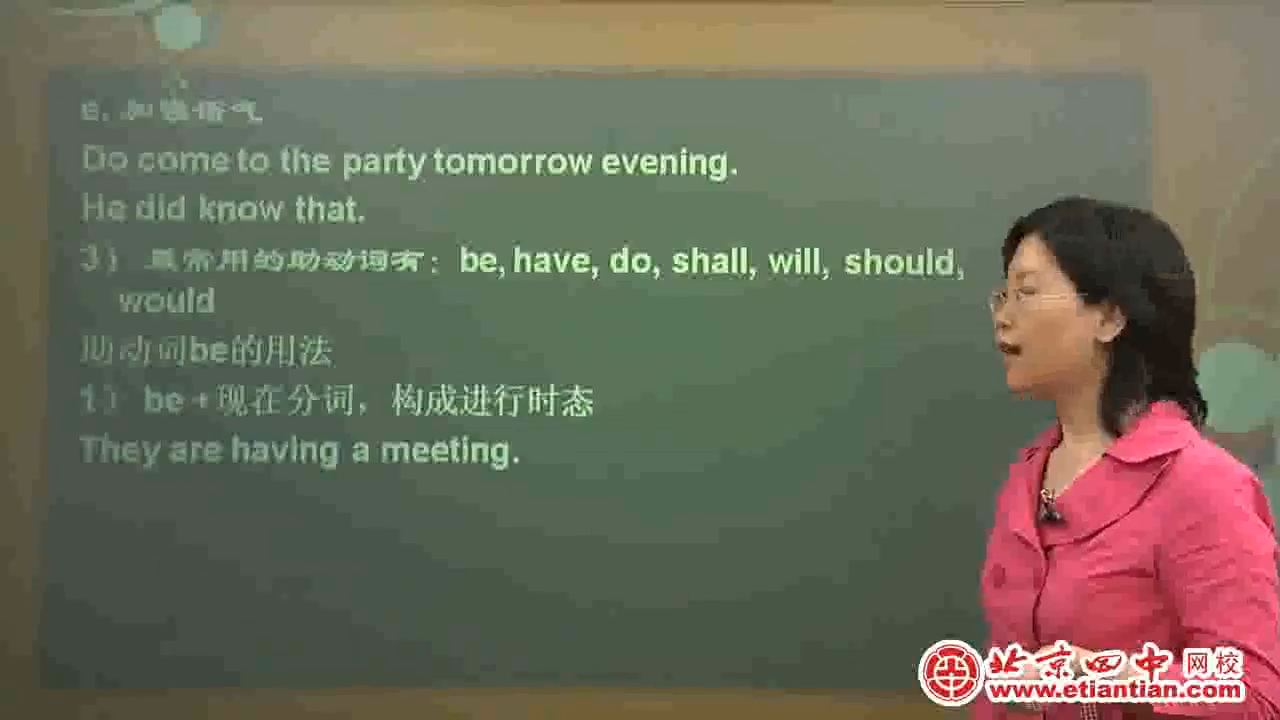 e. 加强语气
Do come to the party tomorrow evening.
He did know that.
3） 最常用的助动词有：be, have, do, shall, will, should,
would
助动词be的用法
1） be +现在分词，构成进行时态
They are having a meeting.
北京四中网校
www.etiantian.com